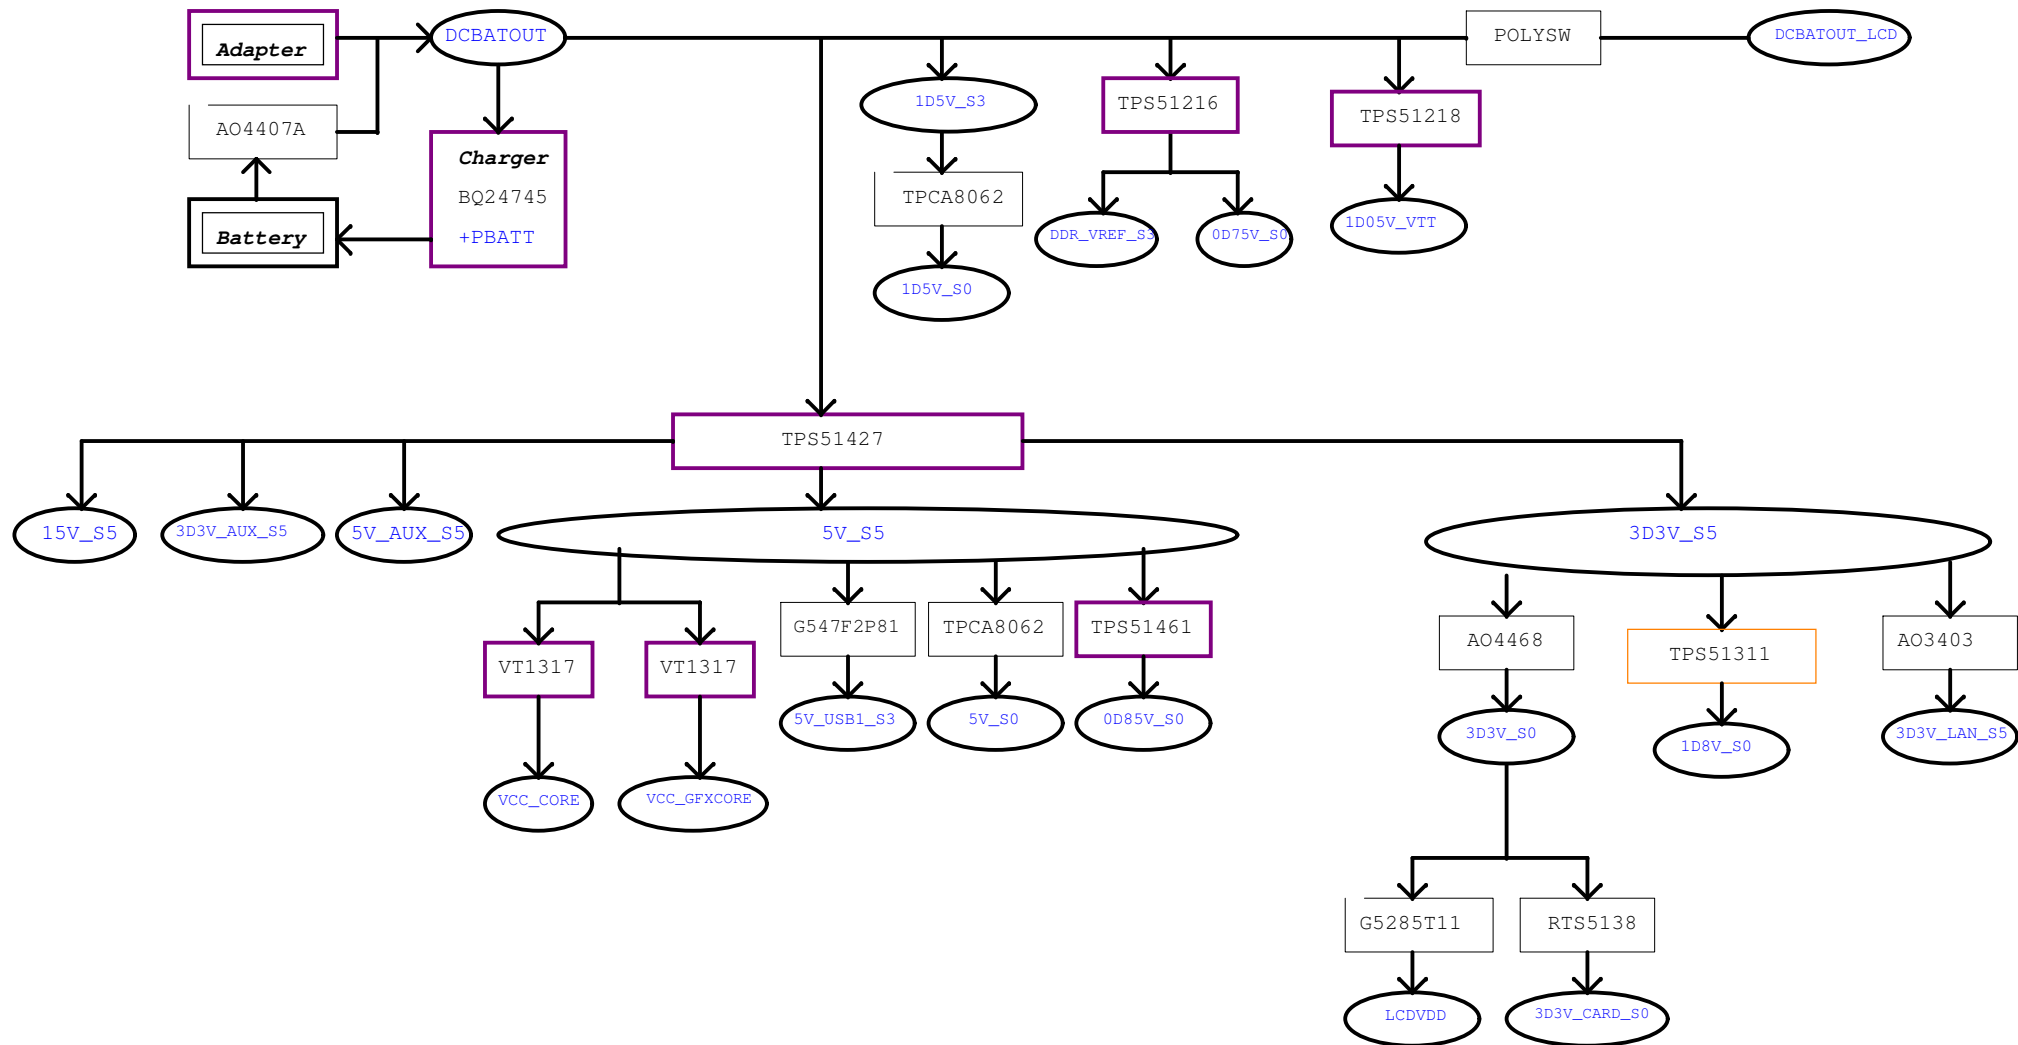 Adapter
DCBATOUT
POLYSW
DCBATOUT_LCD
AO4407A
1D5V_S3
TPS51216
TPS51218
Charger
BQ24745
+PBATT
Battery
TPCA8062
DDR_VREF_S3
0D75V_S0
1D05V_VTT
1D5V_S0
TPS51427
15V_S5
3D3V_AUX_S5
5V_AUX_S5
5V_S5
3D3V_S5
G547F2P81
TPCA8062
TPS51461
AO4468
TPS51311
AO3403
VT1317
VT1317
5V_USB1_S3
5V_S0
0D85V_S0
3D3V_S0
1D8V_S0
3D3V_LAN_S5
VCC_CORE
VCC_GFXCORE
G5285T11
RTS5138
LCDVDD
3D3V_CARD_S0